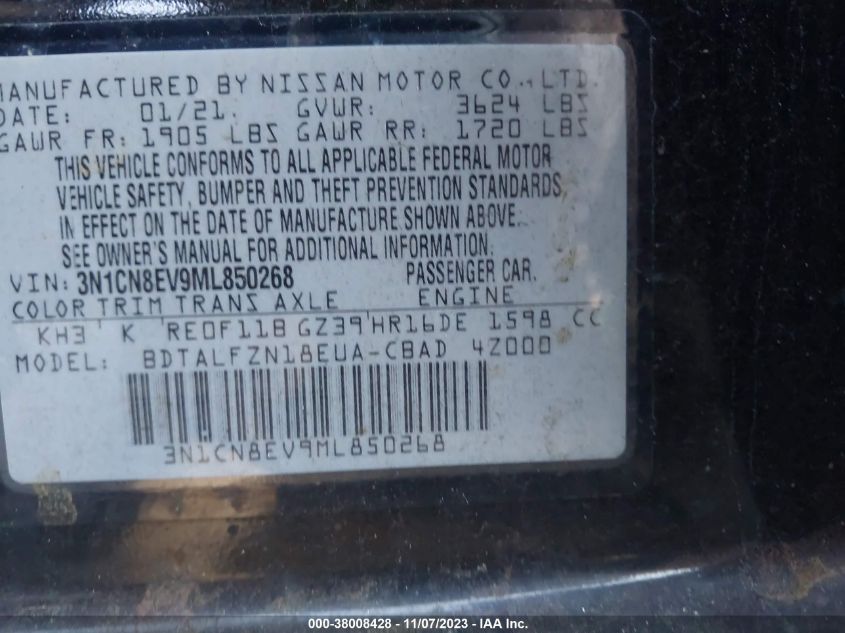 MANUFACTURED BY NISSAN MOTOR CO., LTD.
DATE: 01/21. GVWR: 3624 LBS
GAWR FR: 1905 LBS GAWR RR: 1720 LBS
THIS VEHICLE CONFORMS TO ALL APPLICABLE FEDERAL MOTOR
VEHICLE SAFETY, BUMPER AND THEFT PREVENTION STANDARDS
IN EFFECT ON THE DATE OF MANUFACTURE SHOWN ABOVE.
SEE OWNER'S MANUAL FOR ADDITIONAL INFORMATION.
VIN: 3N1CN8EV9ML850268 PASSENGER CAR.
COLOR TRIM TRANS AXLE ENGINE
KH3 K RE0F11B GZ39 HR16DE 1598 CC
MODEL: BDTALFZN18EUA-CBAD 4Z000
3N1CN8EV9ML850268
000-38008428 - 11/07/2023 - IAAI Inc.